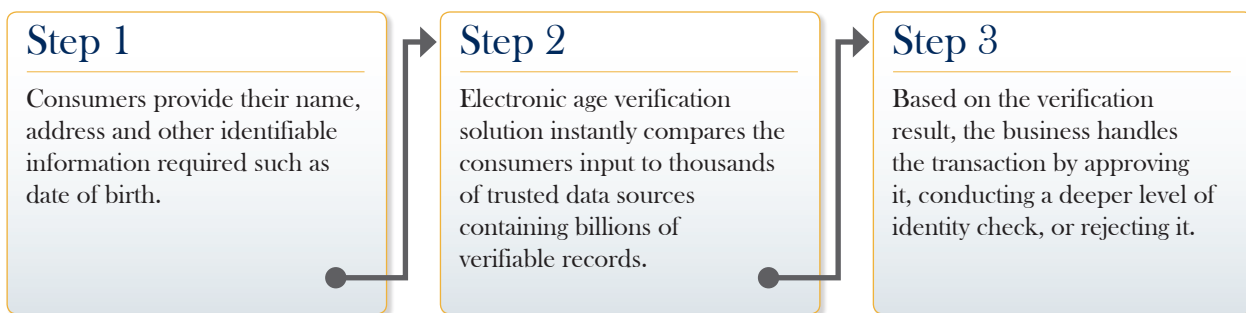 Step 1
Consumers provide their name,
address and other identifiable
information required such as
date of birth.
Step 2
Electronic age verification
solution instantly compares the
consumers input to thousands
of trusted data sources
containing billions of
verifiable records.
Step 3
Based on the verification
result, the business handles
the transaction by approving
it, conducting a deeper level of
identity check, or rejecting it.